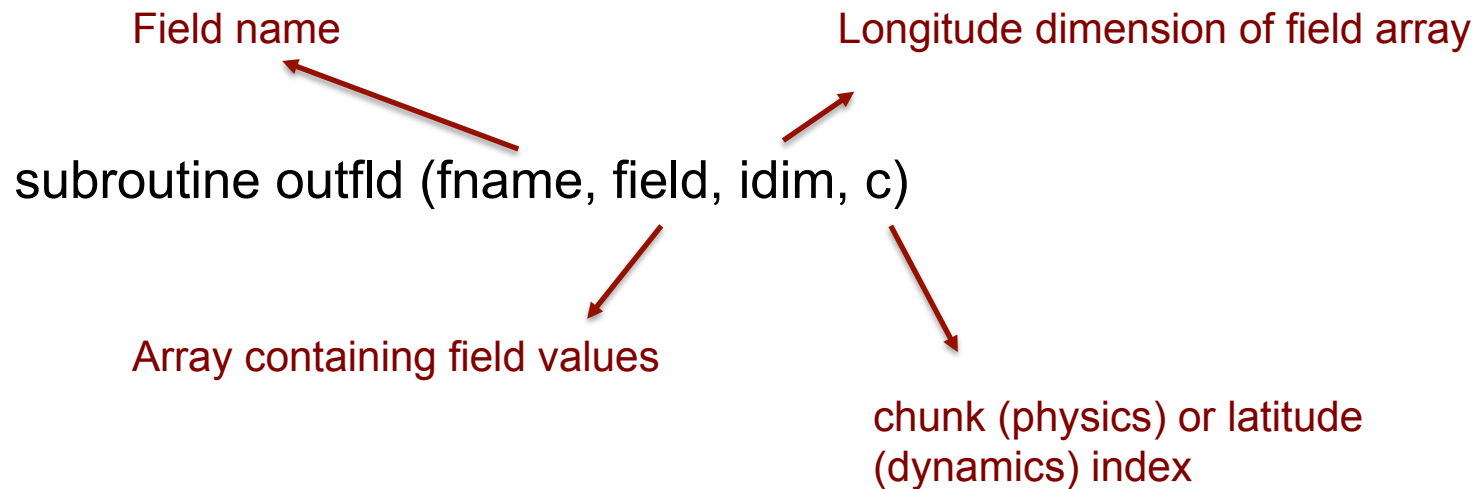 Field name
Longitude dimension of field array
subroutine outfld (fname, field, idim, c)
Array containing field values
chunk (physics) or latitude
(dynamics) index